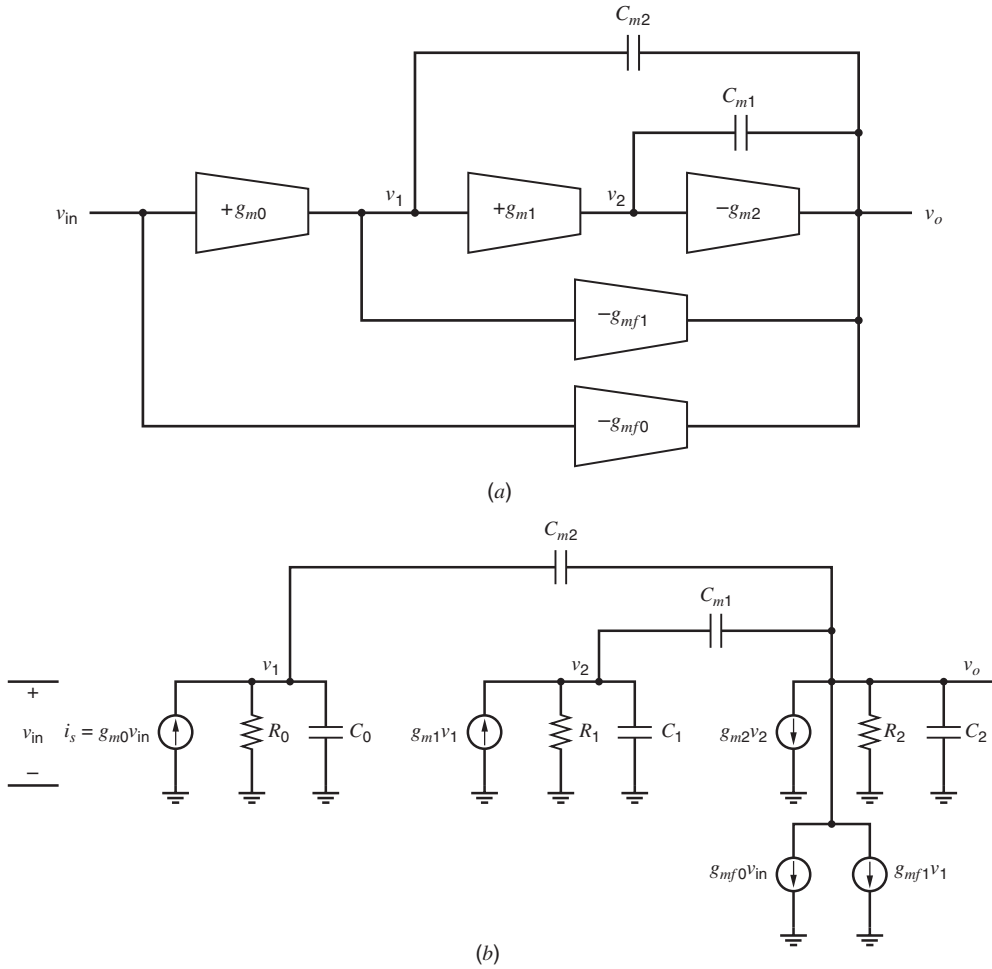 Cm2
Cm1
vin
+gm0
v1
+gm1
v2
−gm2
vo
−gmf1
−gmf0
(a)
Cm2
Cm1
v1
v2
vo
+
vin
−
is = gm0vin
R0
C0
gm1v1
R1
C1
gm2v2
R2
C2
gmf0vin
gmf1v1
(b)